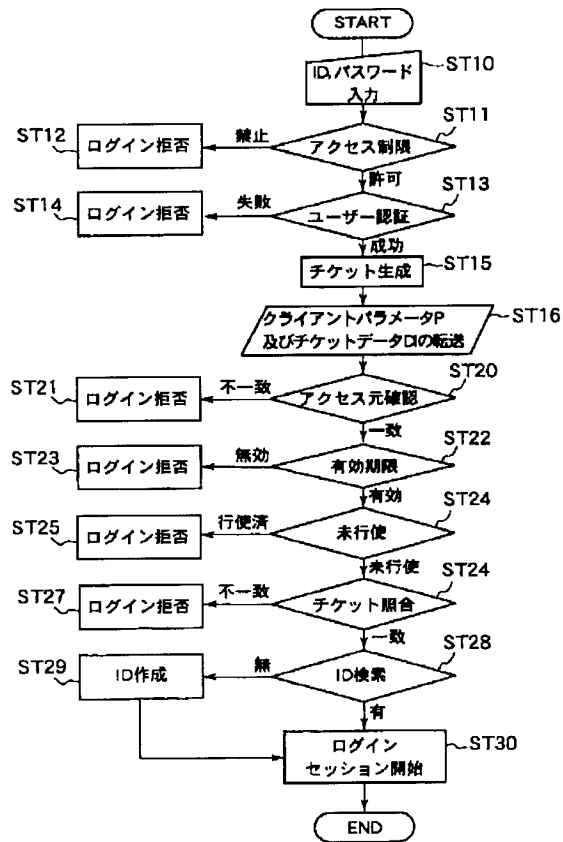 START
ID,パスワード
入力
ST10
アクセス制限
ST11
禁止
ログイン拒否
ST12
許可
ユーザー認証
ST13
失敗
ログイン拒否
ST14
成功
チケット生成
ST15
クライアントパラメータP
及びチケットデータDの転送
ST16
アクセス元確認
ST20
不一致
ログイン拒否
ST21
一致
有効期限
ST22
無効
ログイン拒否
ST23
有効
未行使
ST24
行使済
ログイン拒否
ST25
未行使
チケット照合
ST24
不一致
ログイン拒否
ST27
一致
ID検索
ST28
無
ID作成
ST29
有
ログイン
セッション開始
ST30
END